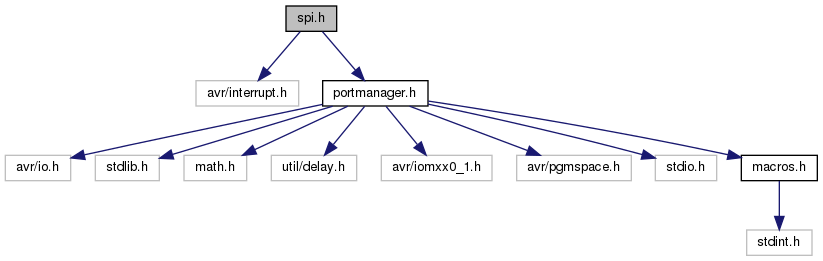 spi.h
avr/interrupt.h
portmanager.h
avr/io.h
stdlib.h
math.h
util/delay.h
avr/iomxx0_1.h
avr/pgmspace.h
stdio.h
macros.h
stdint.h